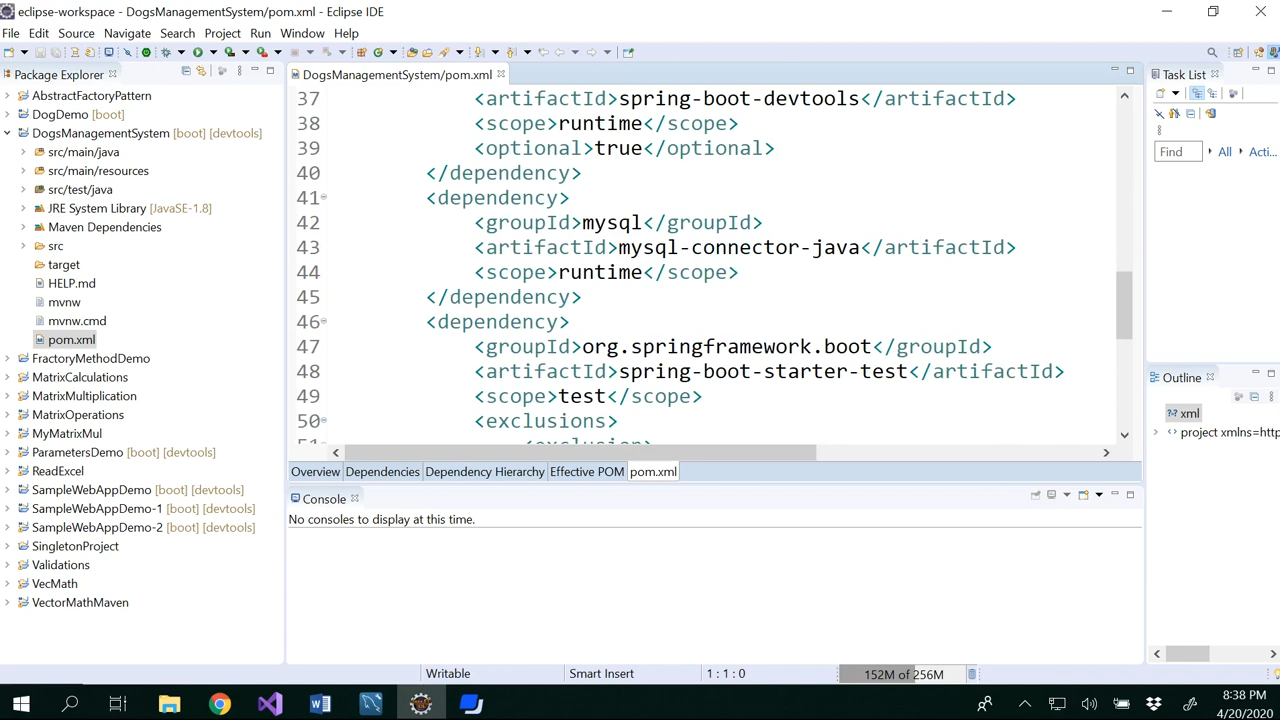 eclipse-workspace - DogsManagementSystem/pom.xml - Eclipse IDE
File Edit Source Navigate Search Project Run Window Help
Package Explorer
AbstractFactoryPattern
DogDemo [boot]
DogsManagementSystem [boot] [devtools]
src/main/java
src/main/resources
src/test/java
JRE System Library [JavaSE-1.8]
Maven Dependencies
src
target
HELP.md
mvnw
mvnw.cmd
pom.xml
FractoryMethodDemo
MatrixCalculations
MatrixMultiplication
MatrixOperations
MyMatrixMul
ParametersDemo [boot] [devtools]
ReadExcel
SampleWebAppDemo [boot] [devtools]
SampleWebAppDemo-1 [boot] [devtools]
SampleWebAppDemo-2 [boot] [devtools]
SingletonProject
Validations
VecMath
VectorMathMaven
DogsManagementSystem/pom.xml
37 <artifactId>spring-boot-devtools</artifactId>
38 <scope>runtime</scope>
39 <optional>true</optional>
40 </dependency>
41 <dependency>
42 <groupId>mysql</groupId>
43 <artifactId>mysql-connector-java</artifactId>
44 <scope>runtime</scope>
45 </dependency>
46 <dependency>
47 <groupId>org.springframework.boot</groupId>
48 <artifactId>spring-boot-starter-test</artifactId>
49 <scope>test</scope>
50 <exclusions>
51 <exclusion>
Overview Dependencies Dependency Hierarchy Effective POM pom.xml
Console
No consoles to display at this time.
Task List
Find All Acti...
Outline
xml
project xmlns=http
Writable Smart Insert 1 : 1 : 0 152M of 256M
8:38 PM
4/20/2020